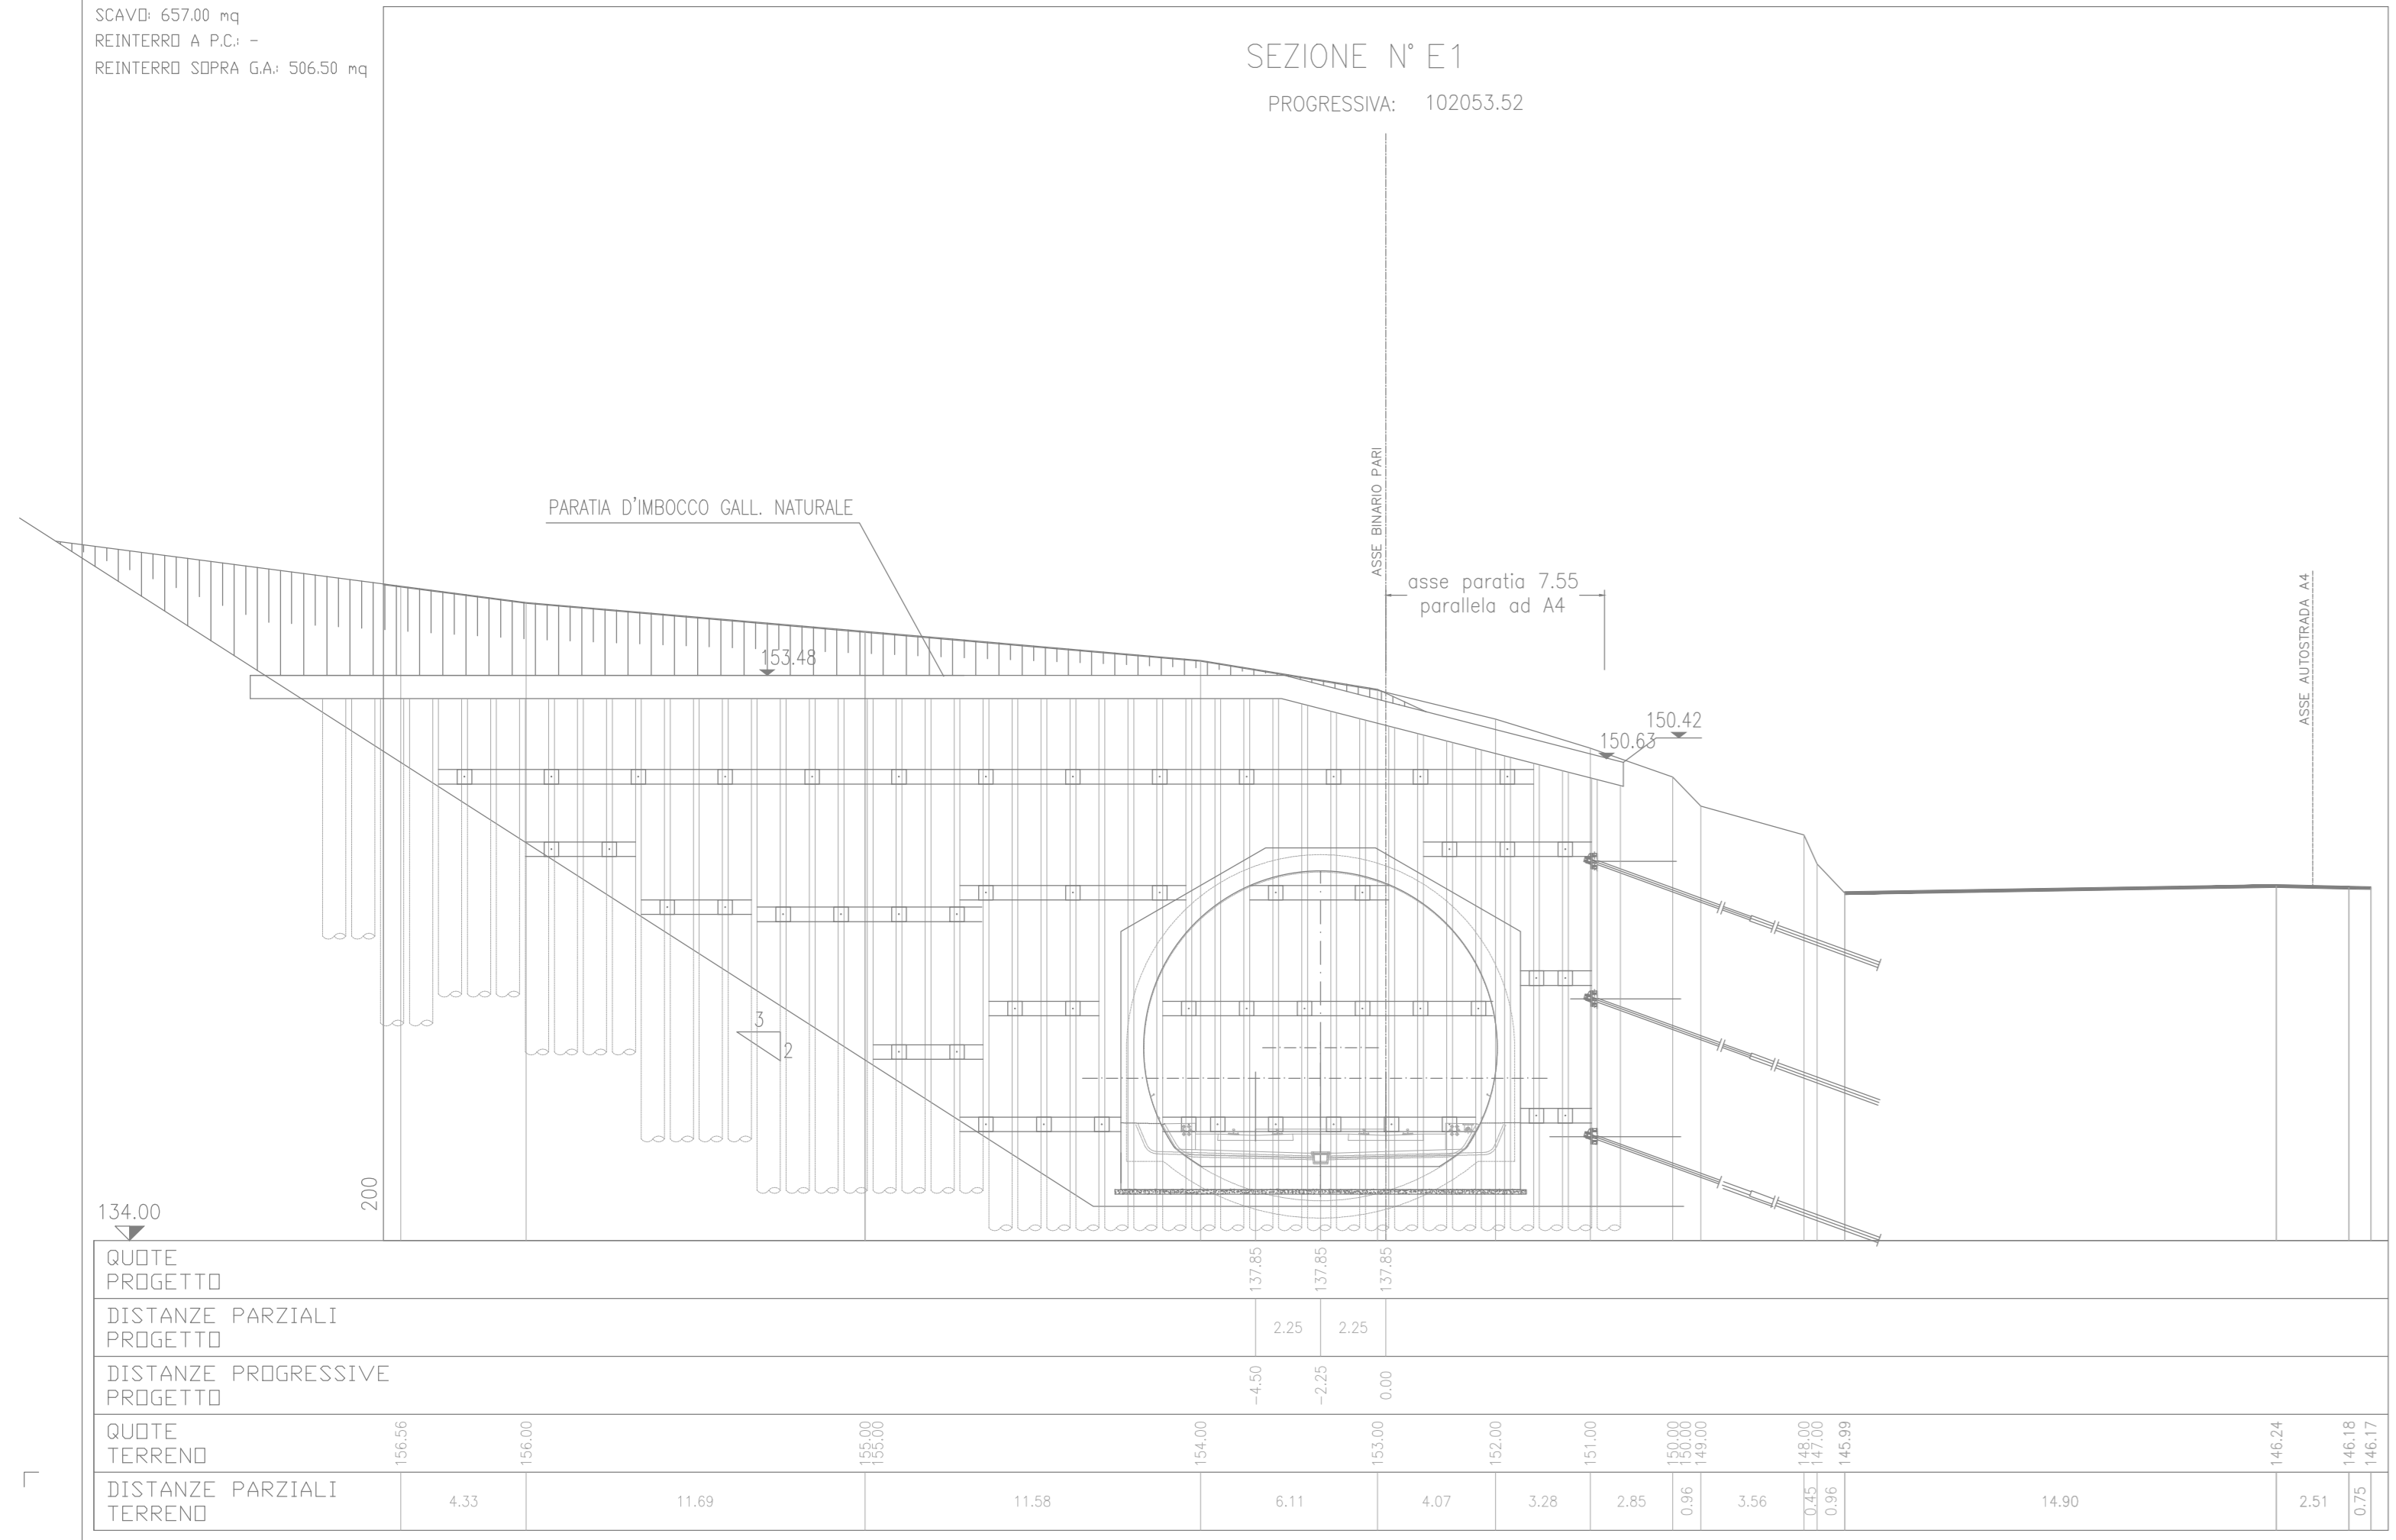 SCAVO: 657.00 mq
REINTERRO A P.C.: -
REINTERRO SOPRA G.A.: 506.50 mq
SEZIONE N° E1
PROGRESSIVA: 102053.52
ASSE BINARIO PARI
PARATIA D'IMBOCCO GALL. NATURALE
asse paratia 7.55
parallela ad A4
ASSE AUTOSTRADA A4
153.48
150.42
150.63
3
2
200
134.00
QUOTE
PROGETTO
137.85 137.85 137.85
DISTANZE PARZIALI
PROGETTO
2.25 2.25
DISTANZE PROGRESSIVE
PROGETTO
-4.50 -2.25 0.00
QUOTE
TERRENO
156.56 156.00 155.00 155.00 154.00 153.00 152.00 151.00 150.00 150.00 149.00 148.00 147.00 145.99 146.24 146.18 146.17
DISTANZE PARZIALI
TERRENO
4.33 11.69 11.58 6.11 4.07 3.28 2.85 0.96 3.56 0.45 0.96 14.90 2.51 0.75